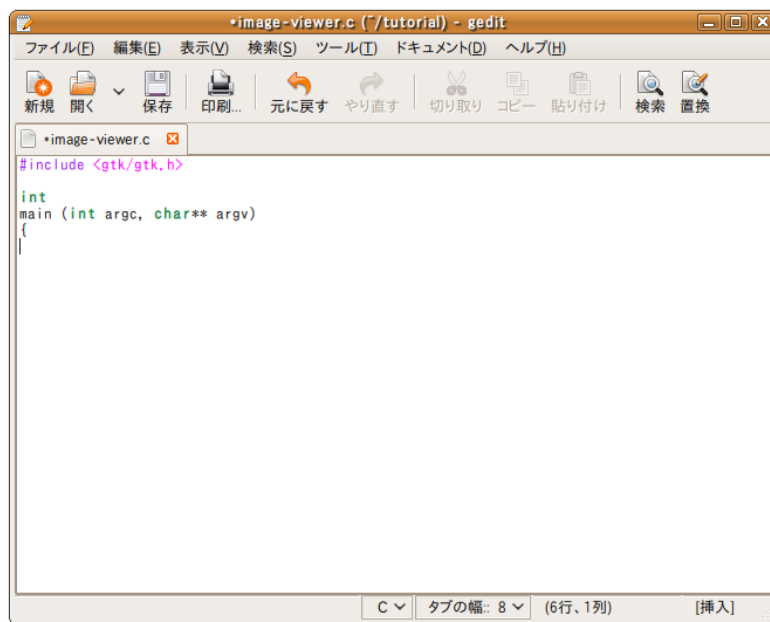 •image-viewer.c (~/tutorial) - gedit
ファイル(F) 編集(E) 表示(V) 検索(S) ツール(T) ドキュメント(D) ヘルプ(H)
新規 開く 保存 印刷... 元に戻す やり直す 切り取り コピー 貼り付け 検索 置換
•image-viewer.c
#include <gtk/gtk.h>
int
main (int argc, char** argv)
{
C タブの幅: 8 (6行、1列) [挿入]